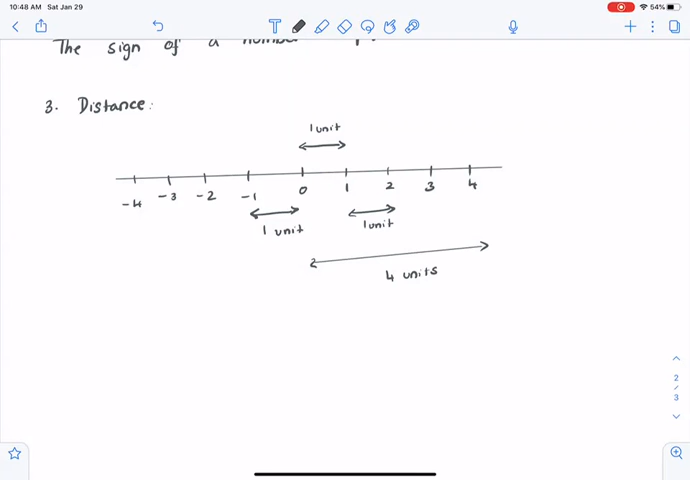 10:48 AM Sat Jan 29
54%
The sign of a number
3. Distance:
1 unit
-4 -3 -2 -1 0 1 2 3 4
1 unit 1 unit
4 units
2
/
3